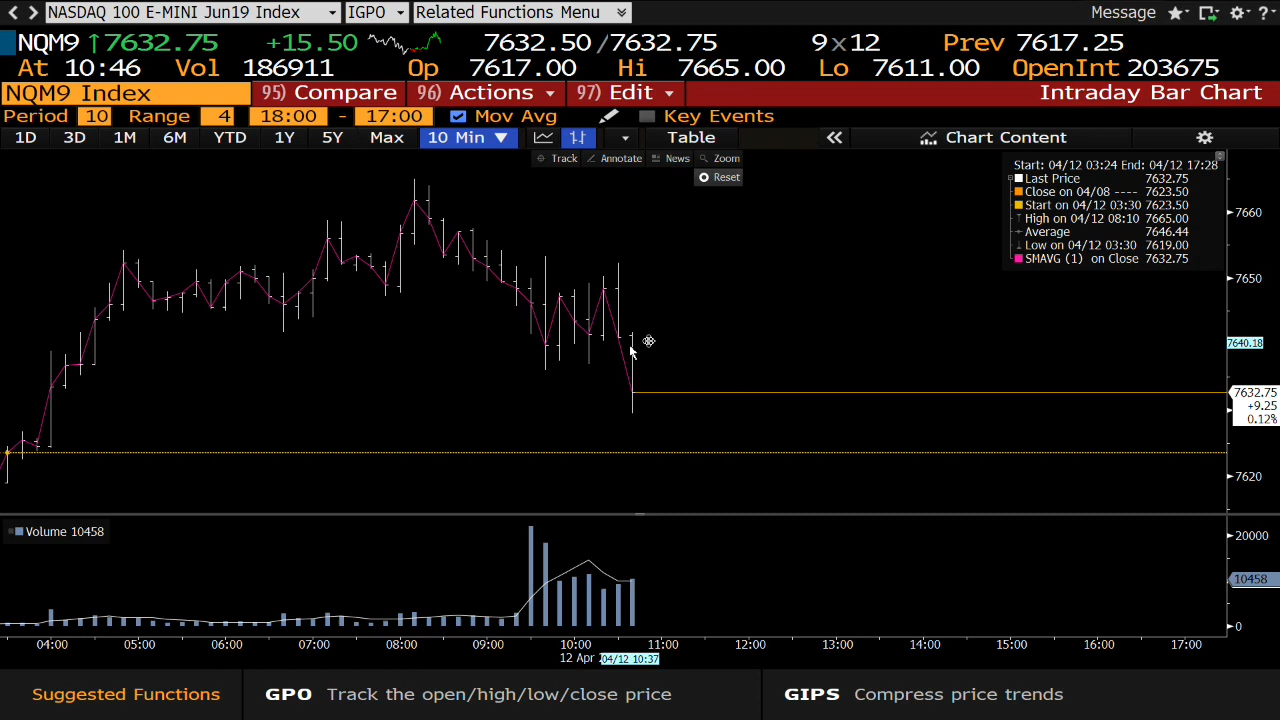 NASDAQ 100 E-MINI Jun19 Index IGPO Related Functions Menu Message ?
NQM9 ↑7632.75 +15.50 7632.50/7632.75 9x12 Prev 7617.25
At 10:46 Vol 186911 Op 7617.00 Hi 7665.00 Lo 7611.00 OpenInt 203675
NQM9 Index 95) Compare 96) Actions 97) Edit Intraday Bar Chart
Period 10 Range 4 18:00 - 17:00 Mov Avg Key Events
1D 3D 1M 6M YTD 1Y 5Y Max 10 Min ▼ Table « Chart Content
Track Annotate News Zoom
Reset
Start: 04/12 03:24 End: 04/12 17:28
Last Price 7632.75
Close on 04/08 ---- 7623.50
Start on 04/12 03:30 7623.50
High on 04/12 08:10 7665.00
Average 7646.44
Low on 04/12 03:30 7619.00
SMAVG (1) on Close 7632.75
7660
7650
7640.18
7632.75
+9.25
0.12%
7620
Volume 10458
20000
10458
0
04:00 05:00 06:00 07:00 08:00 09:00 10:00 11:00 12:00 13:00 14:00 15:00 16:00 17:00
12 Apr 04/12 10:37
Suggested Functions GPO Track the open/high/low/close price GIPS Compress price trends